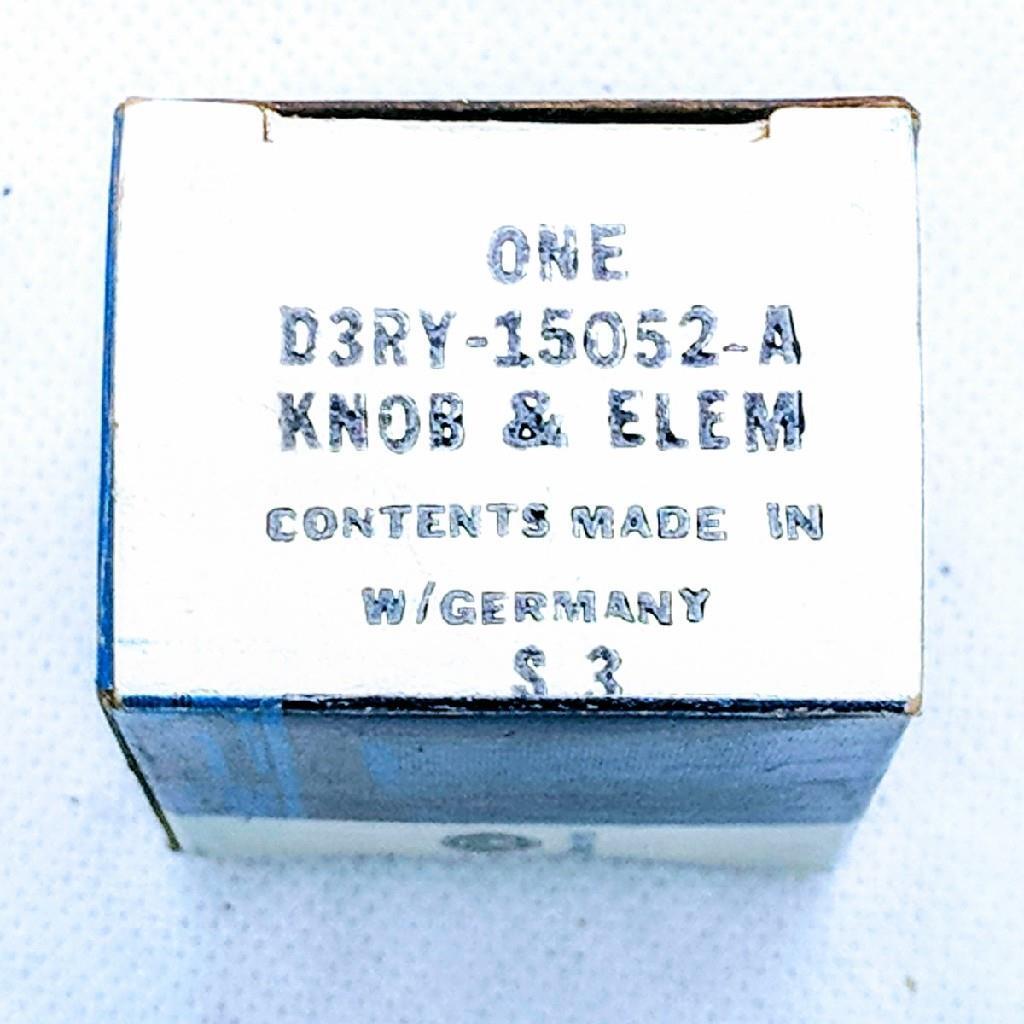 ONE
D3RY-15052-A
KNOB & ELEM
CONTENTS MADE IN
W/GERMANY
S 3